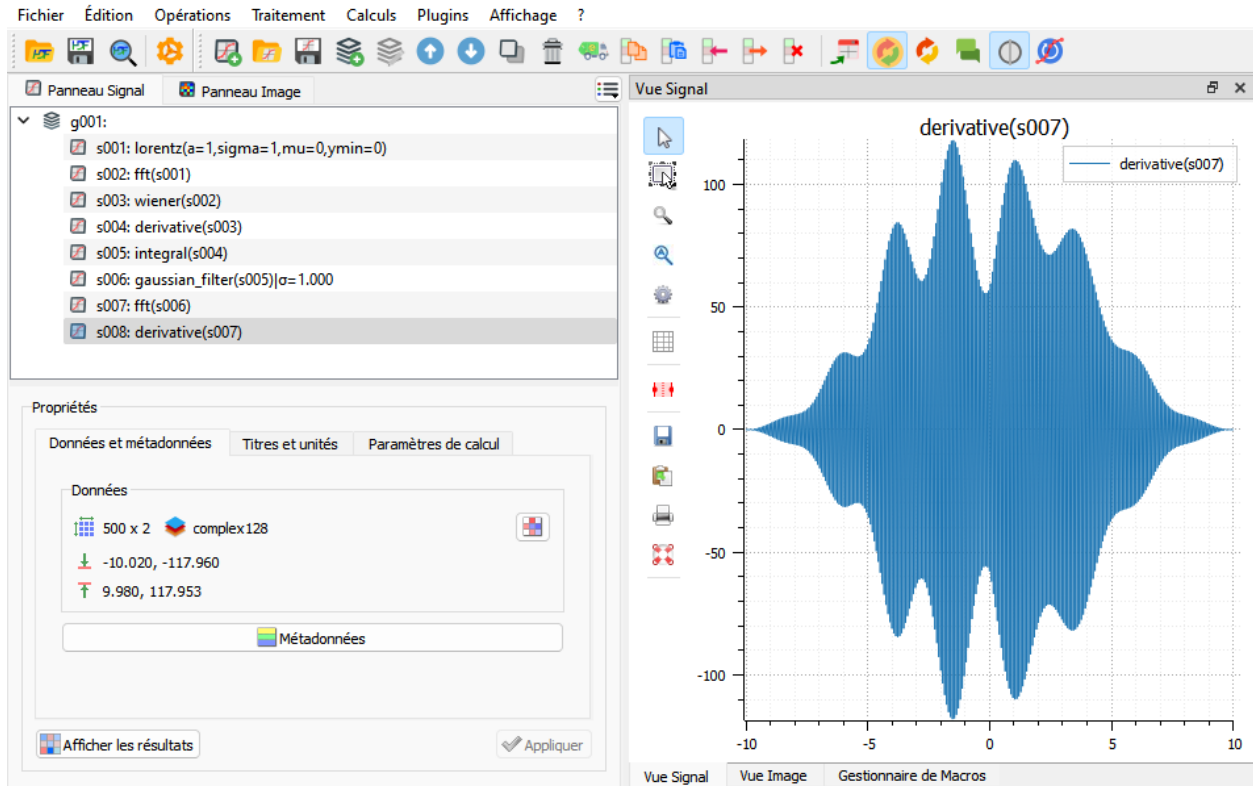 Fichier Édition Opérations Traitement Calculs Plugins Affichage ?
Panneau Signal Panneau Image
g001:
s001: lorentz(a=1,sigma=1,mu=0,ymin=0)
s002: fft(s001)
s003: wiener(s002)
s004: derivative(s003)
s005: integral(s004)
s006: gaussian_filter(s005)|σ=1.000
s007: fft(s006)
s008: derivative(s007)
Propriétés
Données et métadonnées Titres et unités Paramètres de calcul
Données
500 x 2 complex128
-10.020, -117.960
9.980, 117.953
Métadonnées
Afficher les résultats Appliquer
Vue Signal
derivative(s007)
derivative(s007)
100
50
0
-50
-100
-10 -5 0 5 10
Vue Signal Vue Image Gestionnaire de Macros